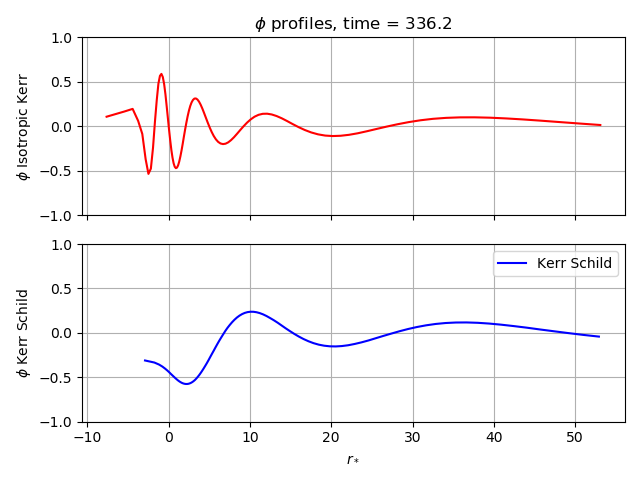 ϕ profiles, time = 336.2
1.0
0.5
0.0
−0.5
−1.0
ϕ Isotropic Kerr
1.0
0.5
0.0
−0.5
−1.0
ϕ Kerr Schild
Kerr Schild
−10 0 10 20 30 40 50
r*